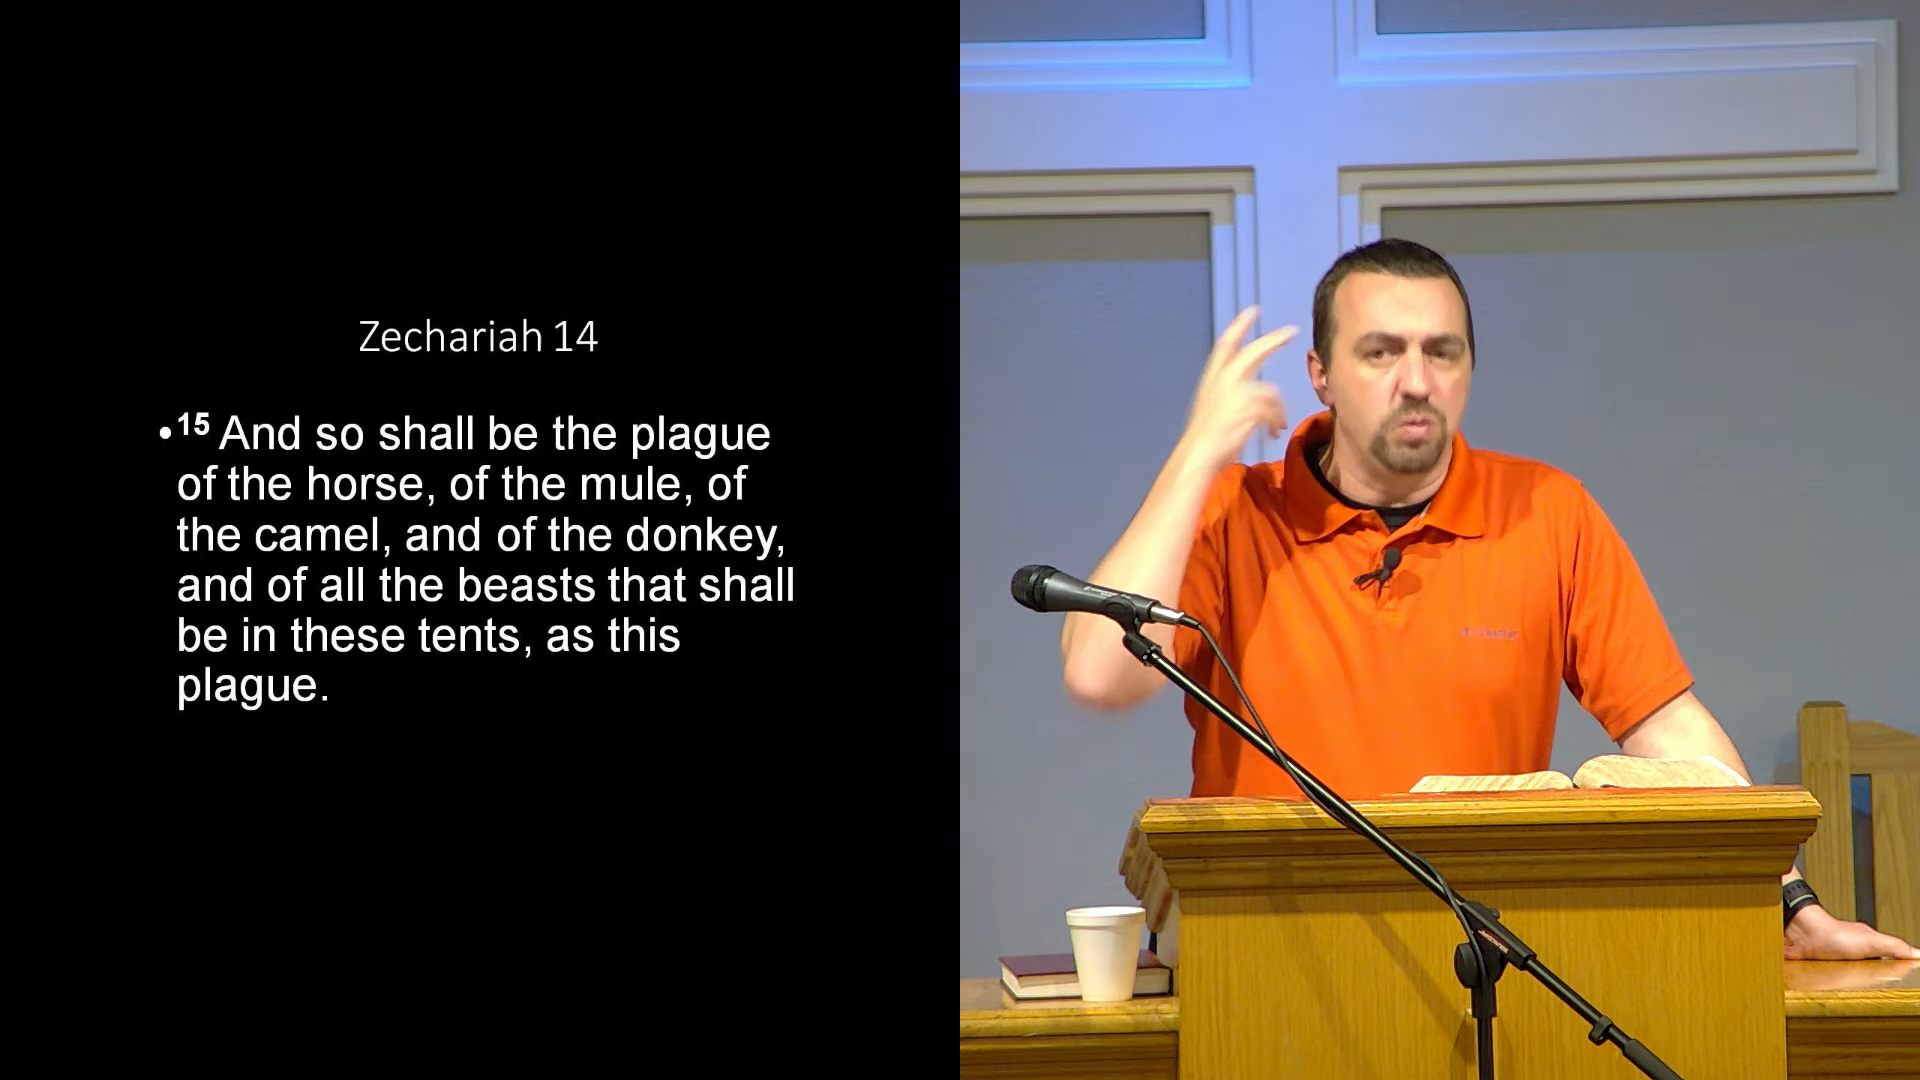 Zechariah 14
•15 And so shall be the plague
of the horse, of the mule, of
the camel, and of the donkey,
and of all the beasts that shall
be in these tents, as this
plague.